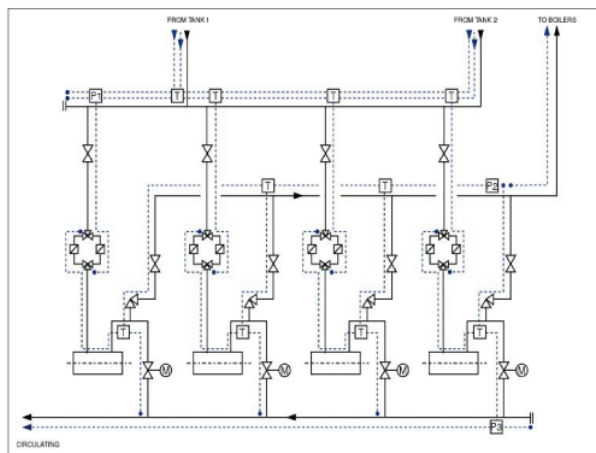 FROM TANK 1
FROM TANK 2
TO BOILERS
P1
T
T
T
T
T
T
P2
T
T
T
T
M
M
M
M
P3
CIRCULATING